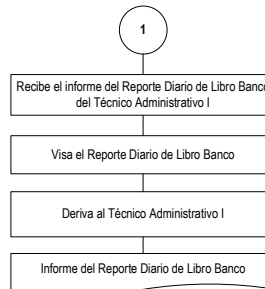 1
Recibe el informe del Reporte Diario de Libro Banco
del Técnico Administrativo I
Visa el Reporte Diario de Libro Banco
Deriva al Técnico Administrativo I
Informe del Reporte Diario de Libro Banco